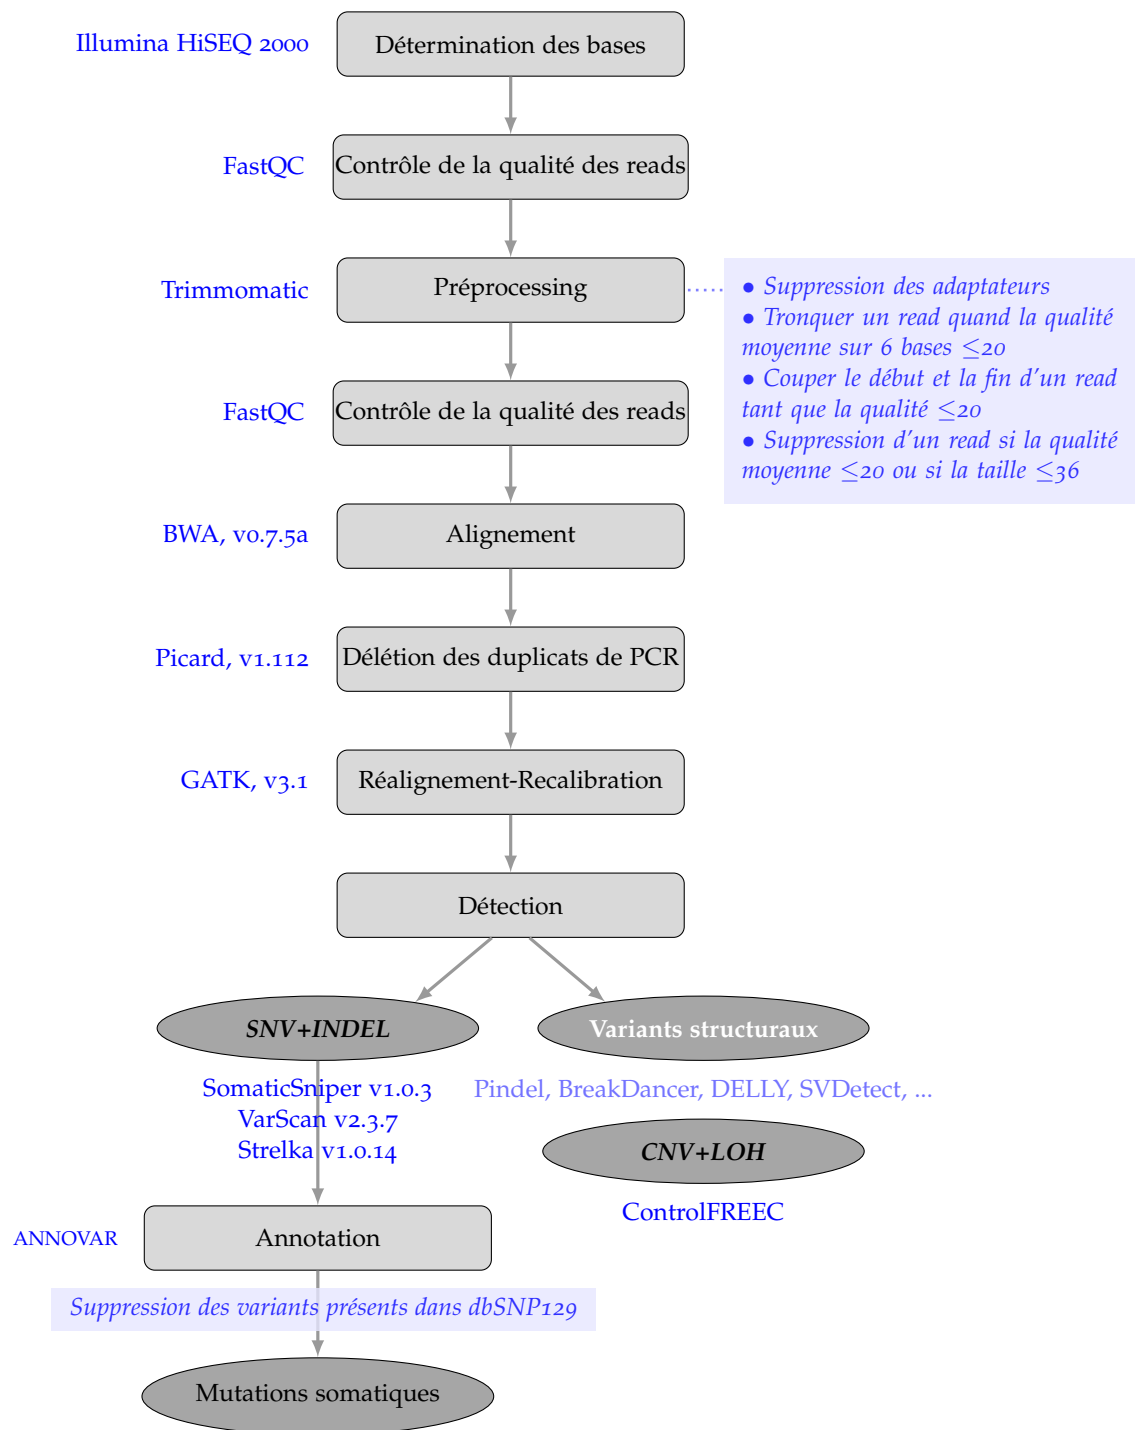 Illumina HiSEQ 2000
Détermination des bases
FastQC
Contrôle de la qualité des reads
Trimmomatic
Préprocessing
• Suppression des adaptateurs
• Tronquer un read quand la qualité
moyenne sur 6 bases ≤20
• Couper le début et la fin d'un read
tant que la qualité ≤20
• Suppression d'un read si la qualité
moyenne ≤20 ou si la taille ≤36
FastQC
Contrôle de la qualité des reads
BWA, v0.7.5a
Alignement
Picard, v1.112
Délétion des duplicats de PCR
GATK, v3.1
Réalignement-Recalibration
Détection
SNV+INDEL
Variants structuraux
SomaticSniper v1.0.3
VarScan v2.3.7
Strelka v1.0.14
Pindel, BreakDancer, DELLY, SVDetect, ...
CNV+LOH
ControlFREEC
ANNOVAR
Annotation
Suppression des variants présents dans dbSNP129
Mutations somatiques